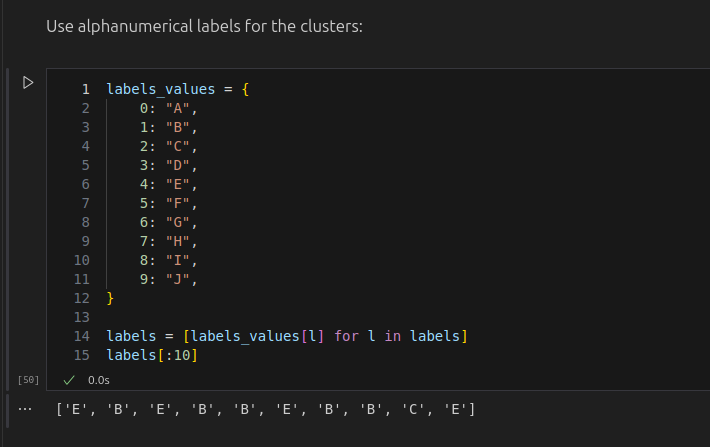 Use alphanumerical labels for the clusters:
1 labels_values = {
2     0: "A",
3     1: "B",
4     2: "C",
5     3: "D",
6     4: "E",
7     5: "F",
8     6: "G",
9     7: "H",
10     8: "I",
11     9: "J",
12 }
13
14 labels = [labels_values[l] for l in labels]
15 labels[:10]
[50] ✓ 0.0s
... ['E', 'B', 'E', 'B', 'B', 'E', 'B', 'B', 'C', 'E']